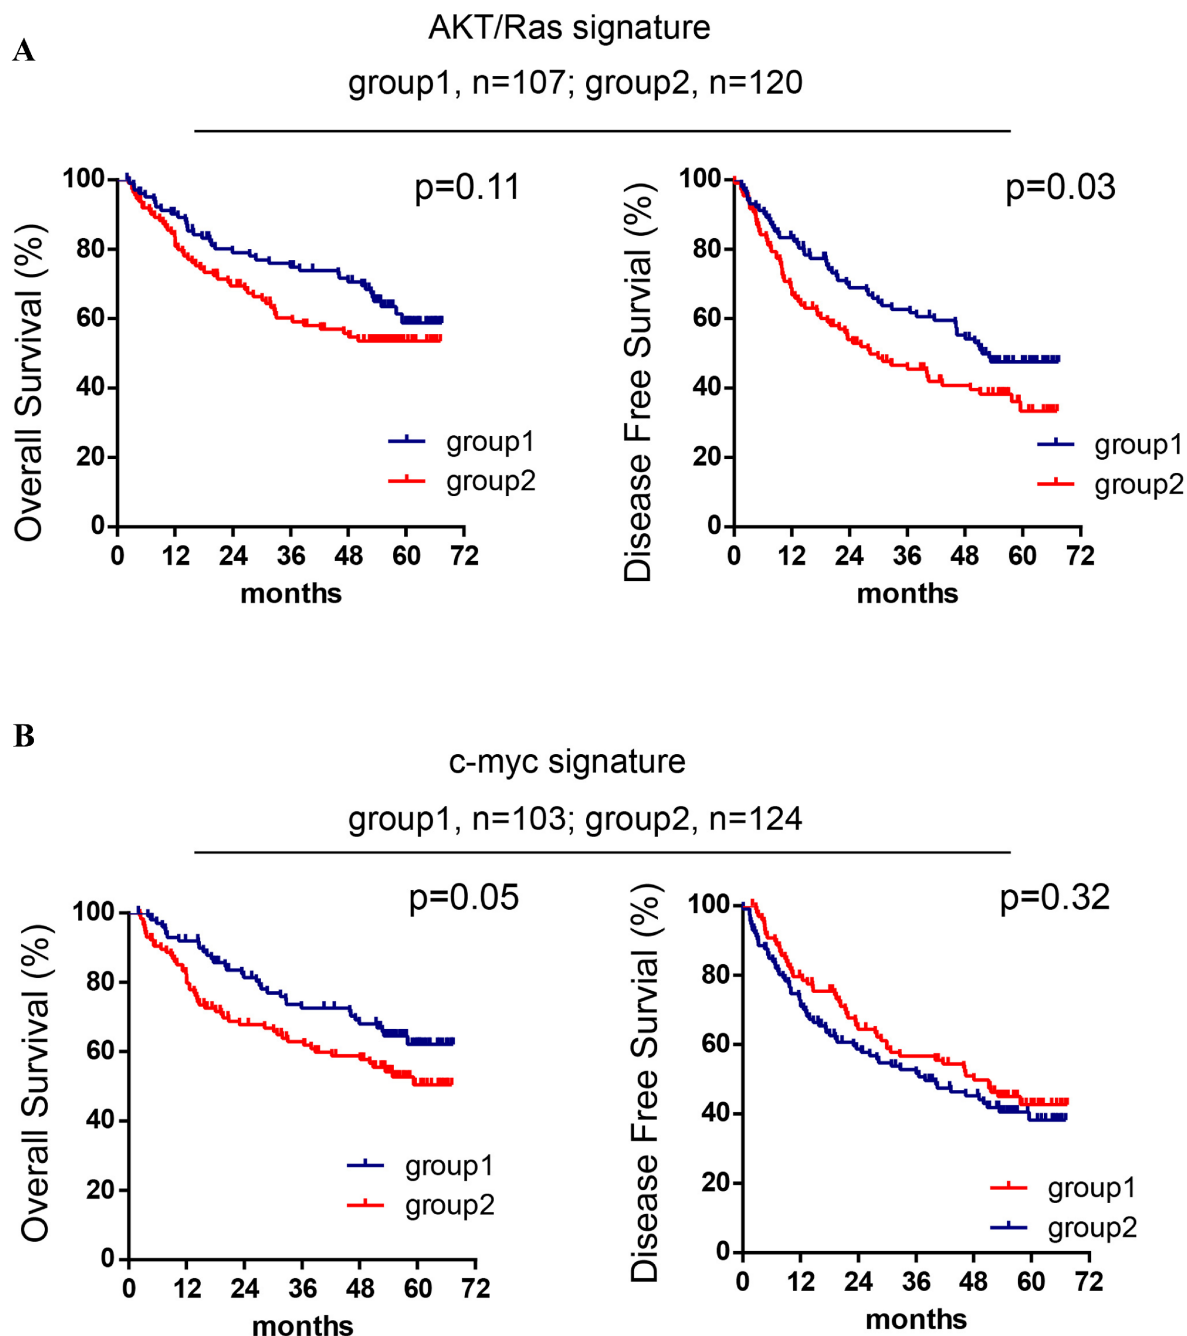 A
AKT/Ras signature
group1, n=107; group2, n=120
p=0.11
Overall Survival (%)
100
80
60
40
20
0
0 12 24 36 48 60 72
months
group1
group2
p=0.03
Disease Free Survial (%)
100
80
60
40
20
0
0 12 24 36 48 60 72
months
group1
group2
B
c-myc signature
group1, n=103; group2, n=124
p=0.05
Overall Survival (%)
100
80
60
40
20
0
0 12 24 36 48 60 72
months
group1
group2
p=0.32
Disease Free Survial (%)
100
80
60
40
20
0
0 12 24 36 48 60 72
months
group1
group2